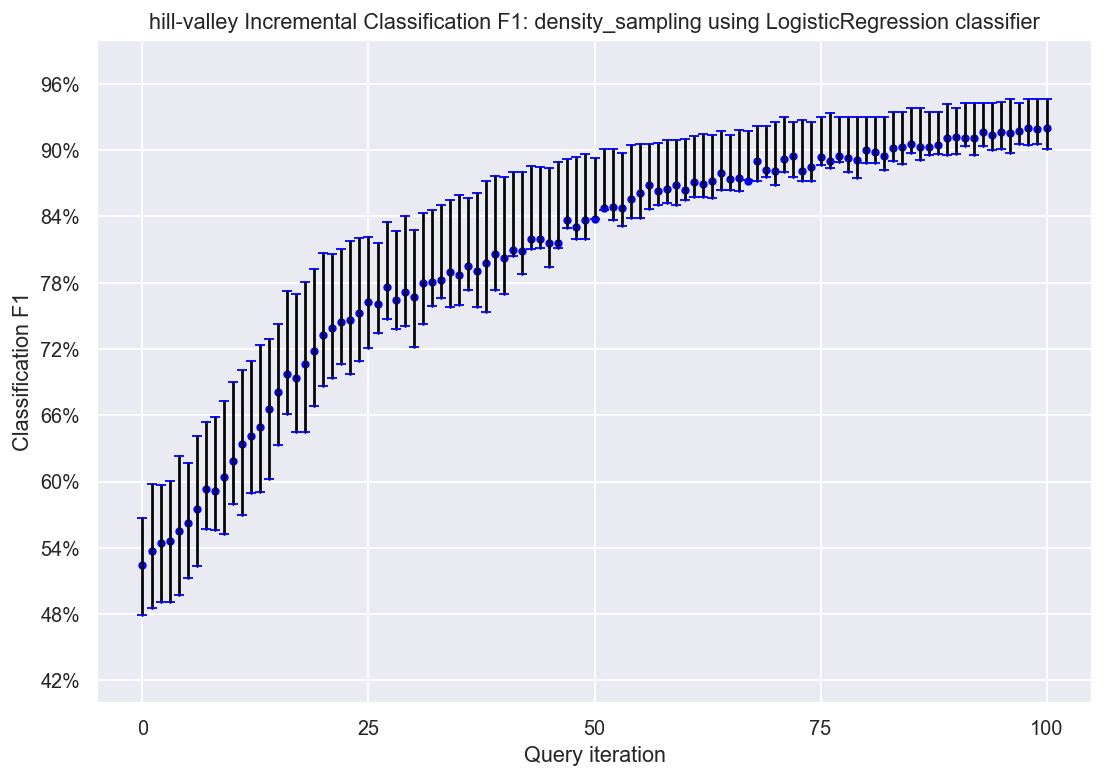 hill-valley Incremental Classification F1: density_sampling using LogisticRegression classifier
96%
90%
84%
78%
72%
66%
60%
54%
48%
42%
Classification F1
0 25 50 75 100
Query iteration